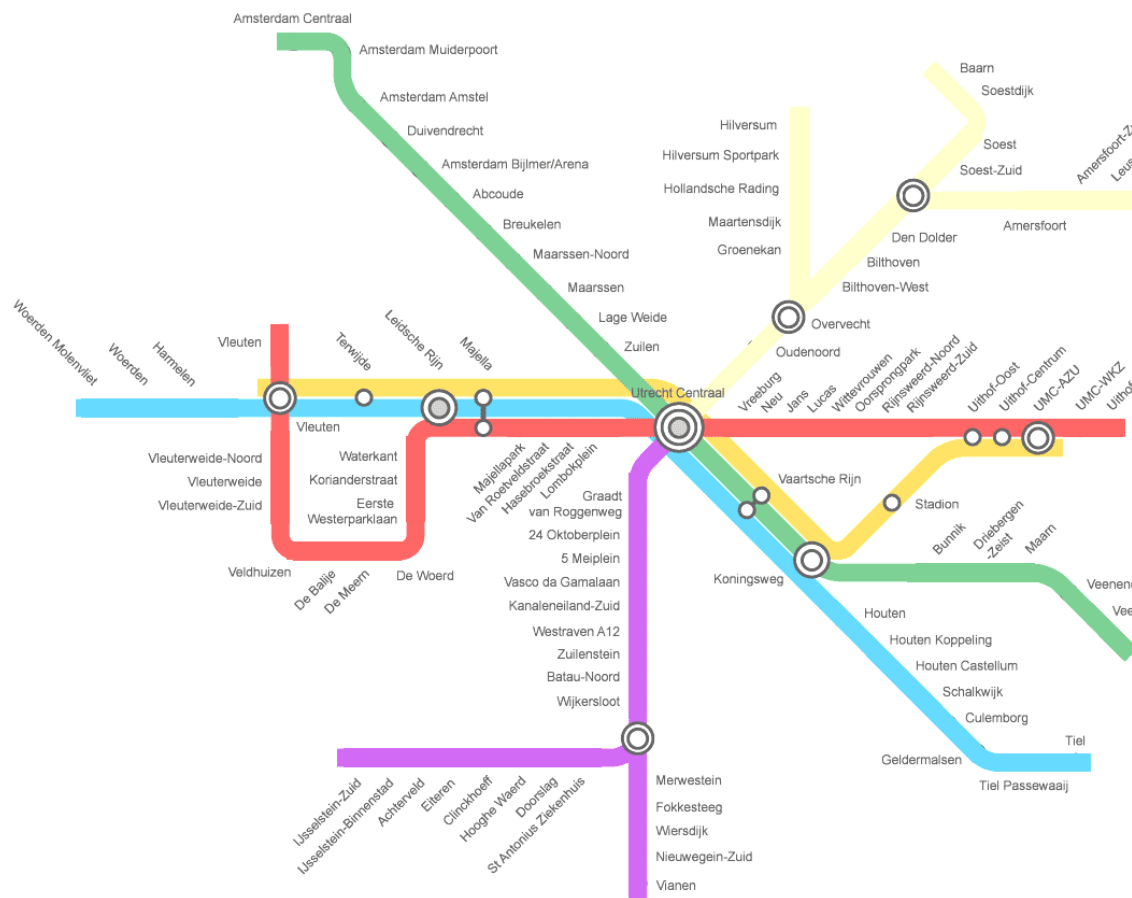 Amsterdam Centraal
Amsterdam Muiderpoort
Amsterdam Amstel
Duivendrecht
Amsterdam Bijlmer/Arena
Abcoude
Breukelen
Maarssen-Noord
Maarssen
Lage Weide
Zuilen
Utrecht Centraal
Baarn
Soestdijk
Soest
Soest-Zuid
Hilversum
Hilversum Sportpark
Hollandsche Rading
Maartensdijk
Groenekan
Amersfoort
Den Dolder
Bilthoven
Bilthoven-West
Overvecht
Oudenoord
Woerden Molenvliet
Woerden
Harmelen
Vleuten
Terwijde
Leidsche Rijn
Majella
Vleuten
Vleuterweide-Noord
Vleuterweide
Vleuterweide-Zuid
Veldhuizen
De Balije
De Meern
De Woerd
Waterkant
Korianderstraat
Eerste
Westerparklaan
Majellapark
Van Roetveldstraat
Hasebroekstraat
Lombokplein
Vreeburg
Neu
Jans
Lucas
Wittevrouwen
Oorsprongpark
Rijnsweerd-Noord
Rijnsweerd-Zuid
Uithof-Oost
Uithof-Centrum
UMC-AZU
UMC-WKZ
Uithof
Vaartsche Rijn
Stadion
Koningsweg
Bunnik
Driebergen
-Zeist
Maarn
Houten
Houten Koppeling
Houten Castellum
Schalkwijk
Culemborg
Geldermalsen
Tiel
Tiel Passewaaij
Graadt
van Roggenweg
24 Oktoberplein
5 Meiplein
Vasco da Gamalaan
Kanaleneiland-Zuid
Westraven A12
Zuilenstein
Batau-Noord
Wijkersloot
IJsselstein-Zuid
IJsselstein-Binnenstad
Achterveld
Eiteren
Clinckhoeff
Hooghe Waerd
Doorslag
St Antonius Ziekenhuis
Merwestein
Fokkesteeg
Wiersdijk
Nieuwegein-Zuid
Vianen